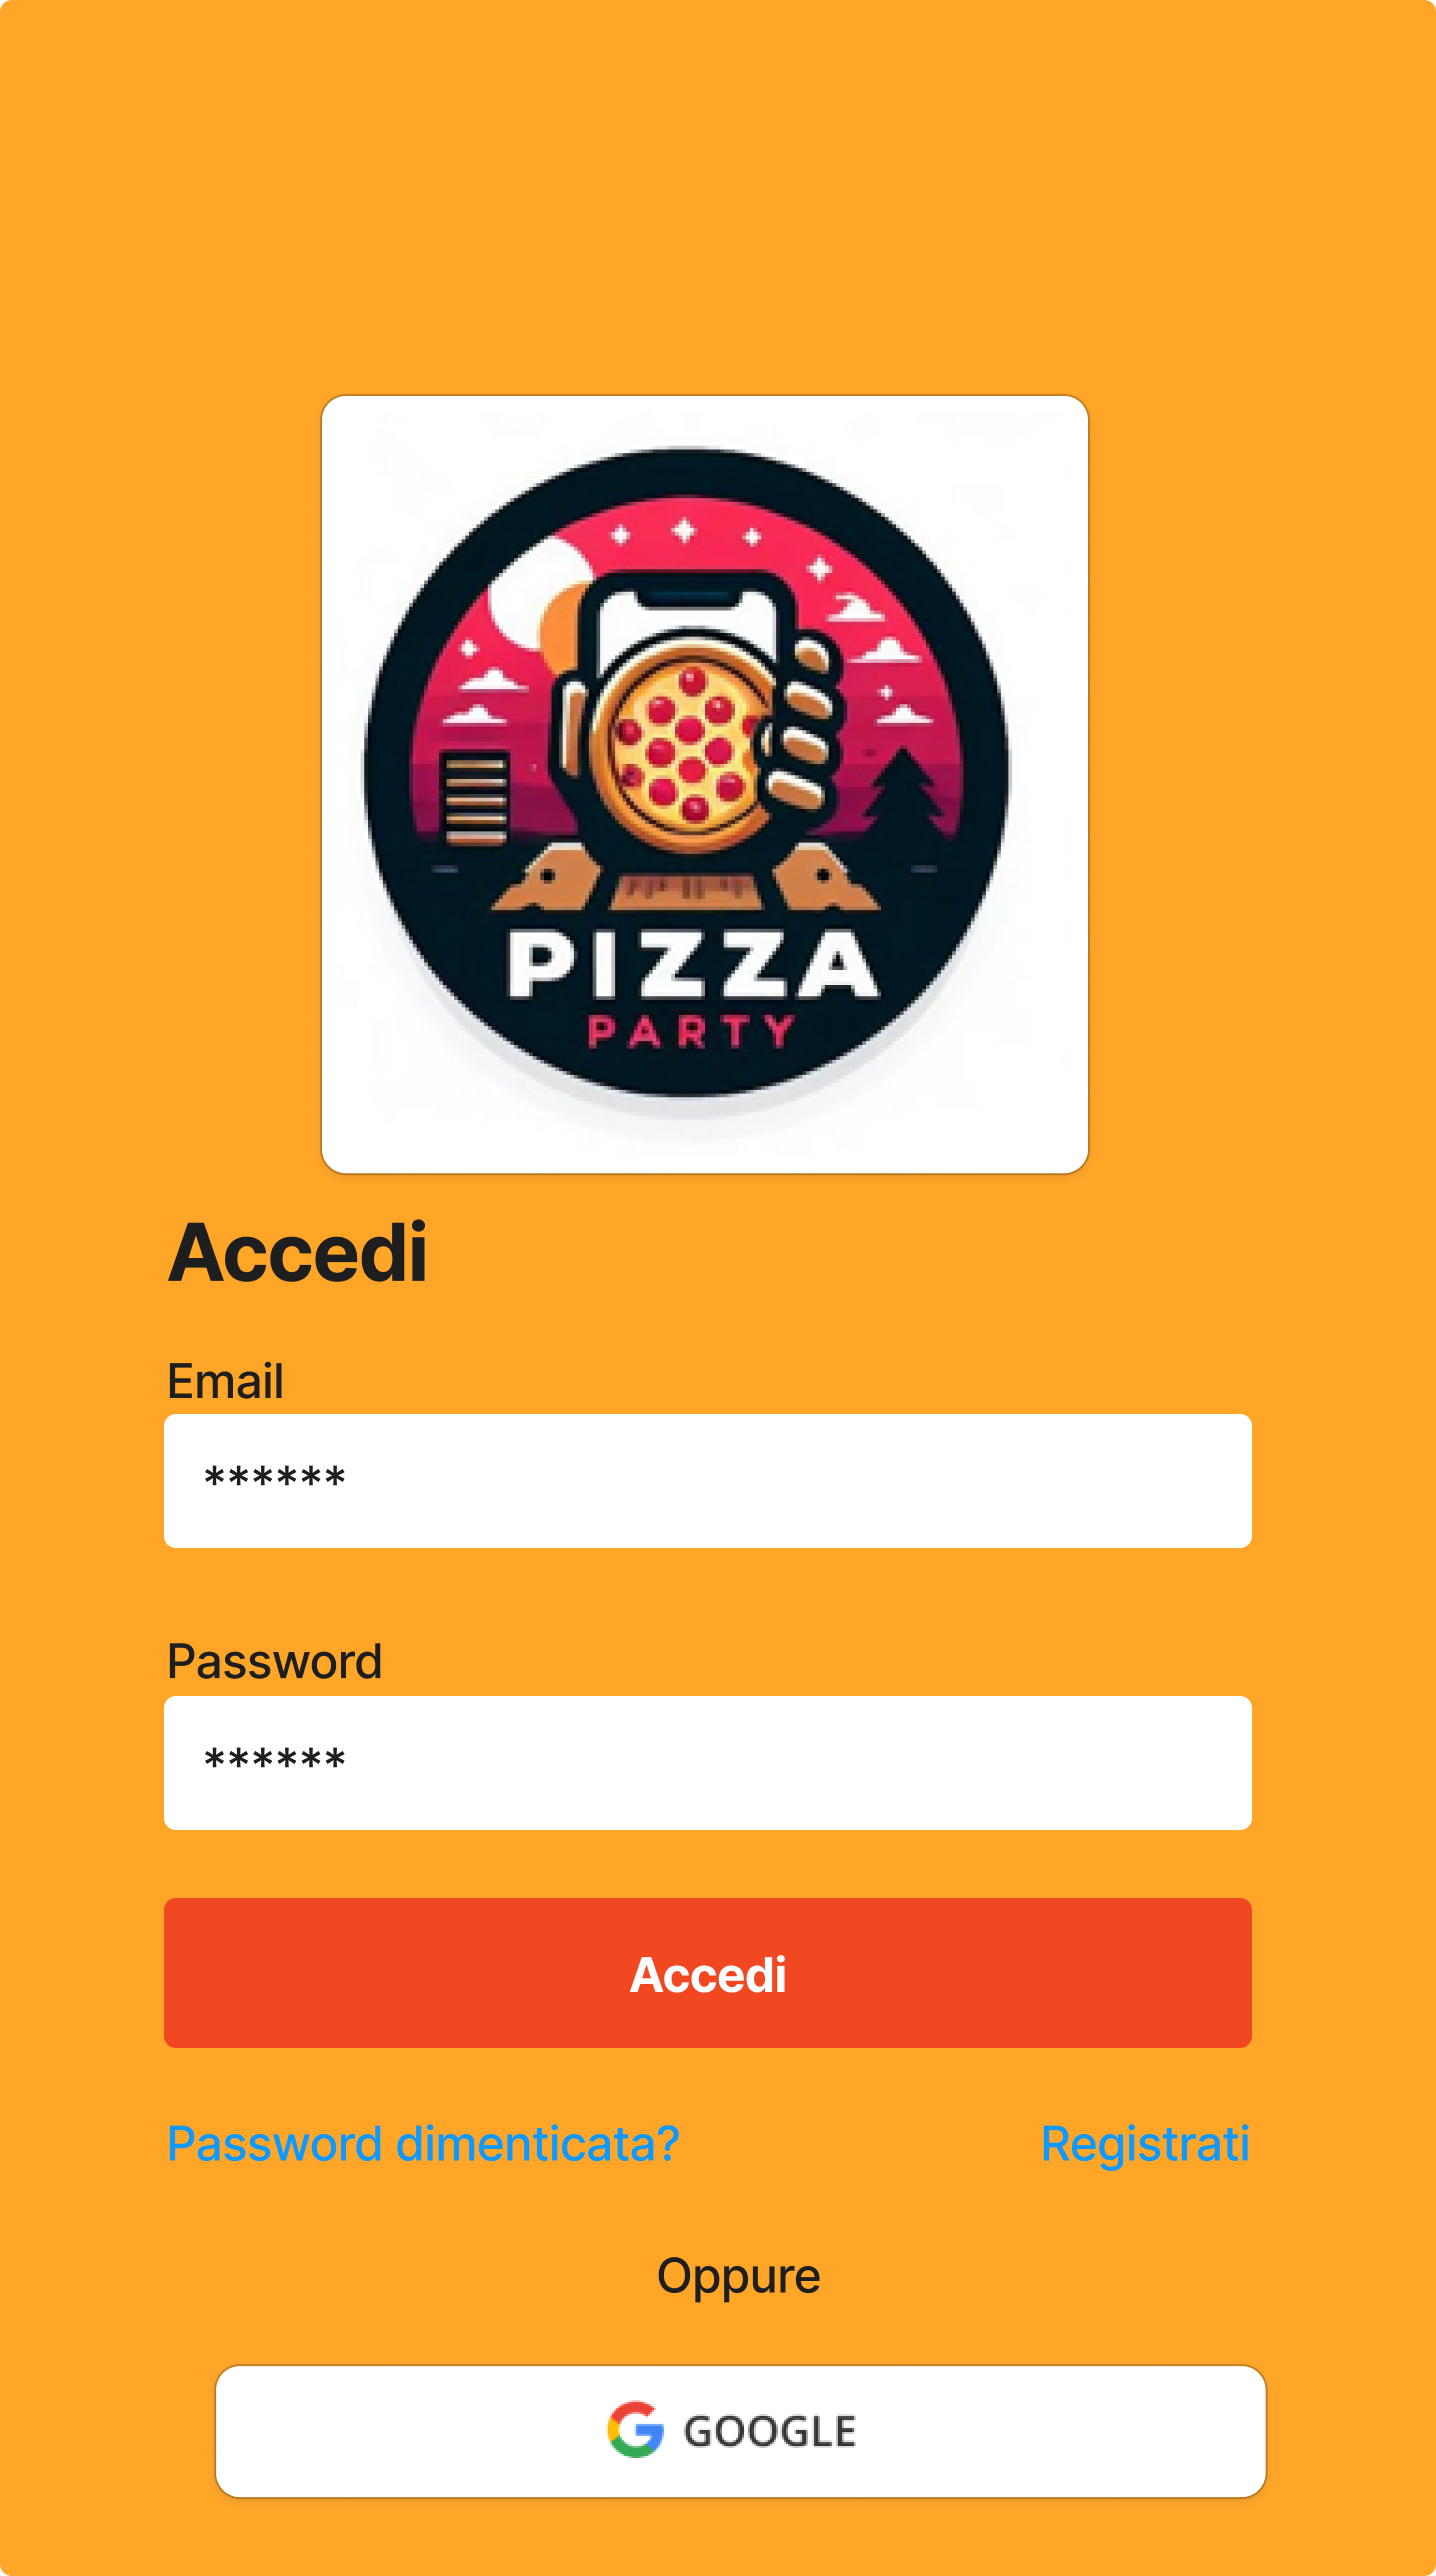 PIZZA
PARTY
Accedi
Email
******
Password
******
Accedi
Password dimenticata? Registrati
Oppure
GOOGLE